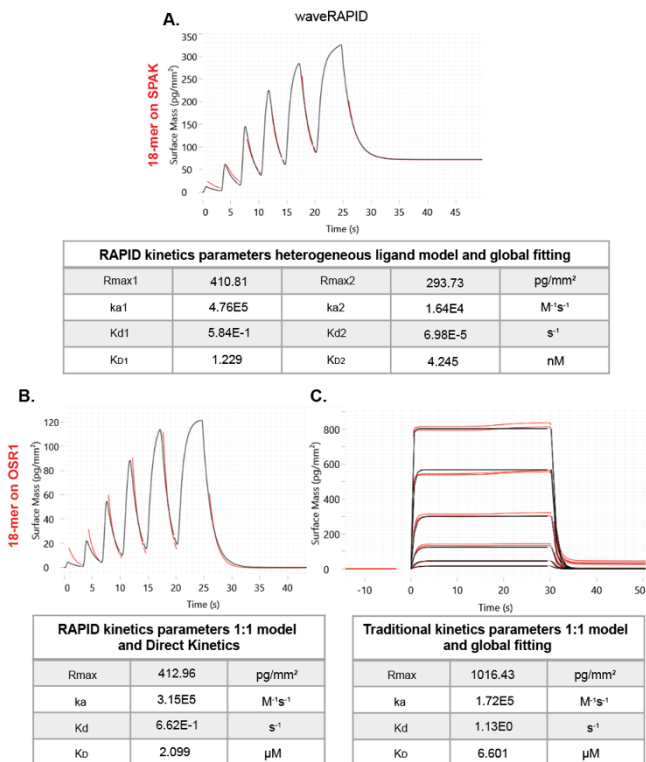 waveRAPID
A.
18-mer on SPAK
Surface Mass (pg/mm²)
350
300
250
200
150
100
50
0
0 5 10 15 20 25 30 35 40 45
Time (s)
RAPID kinetics parameters heterogeneous ligand model and global fitting
Rmax1 410.81 Rmax2 293.73 pg/mm²
ka1 4.76E5 ka2 1.64E4 M⁻¹s⁻¹
Kd1 5.84E-1 Kd2 6.98E-5 s⁻¹
KD1 1.229 KD2 4.245 nM
B.
18-mer on OSR1
Surface Mass (pg/mm²)
120
100
80
60
40
20
0
0 5 10 15 20 25 30 35 40
Time (s)
RAPID kinetics parameters 1:1 model
and Direct Kinetics
Rmax 412.96 pg/mm²
ka 3.15E5 M⁻¹s⁻¹
Kd 6.62E-1 s⁻¹
KD 2.099 µM
C.
Surface Mass (pg/mm²)
800
600
400
200
0
-10 0 10 20 30 40 50
Time (s)
Traditional kinetics parameters 1:1 model
and global fitting
Rmax 1016.43 pg/mm²
ka 1.72E5 M⁻¹s⁻¹
Kd 1.13E0 s⁻¹
KD 6.601 µM